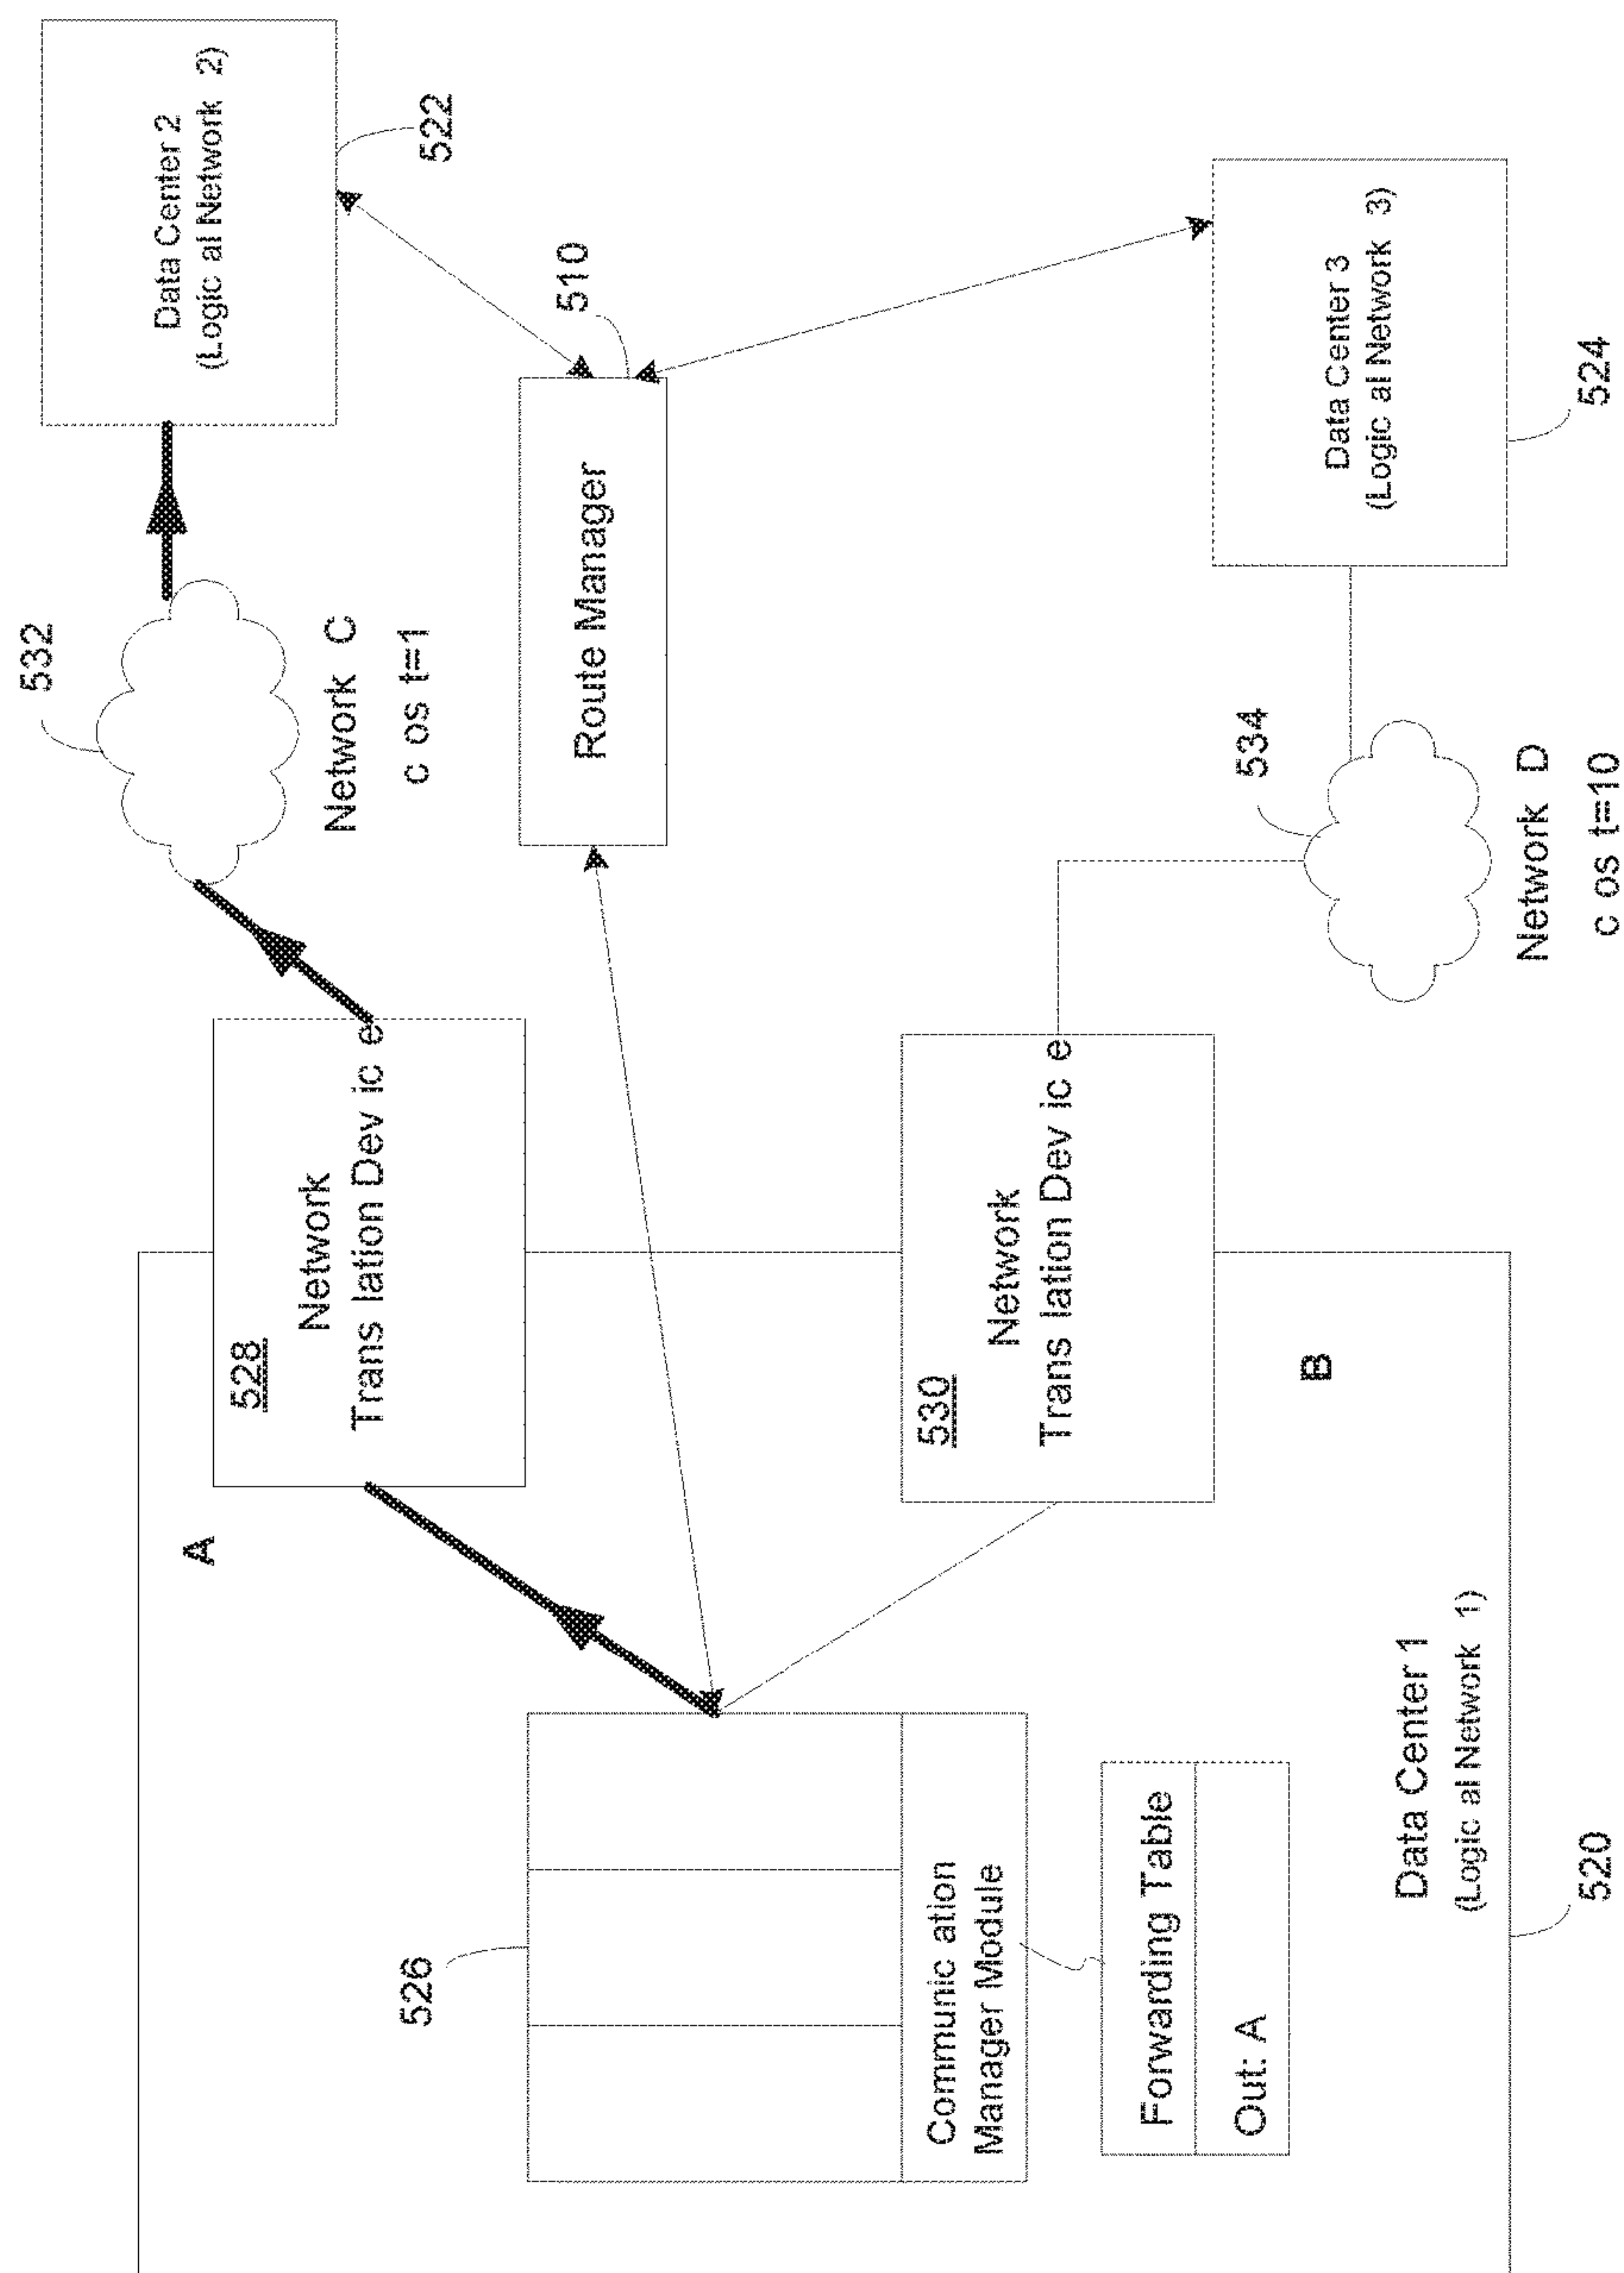 Data Center 2
(Logic al Network 2)
522
532
Network C
c os t=1
510
Route Manager
Data Center 3
(Logic al Network 3)
524
534
Network D
c os t=10
528
Network
Trans lation Dev ic e
A
530
Network
Trans lation Dev ic e
B
526
Communic ation
Manager Module
Forwarding Table
Out: A
Data Center 1
(Logic al Network 1)
520